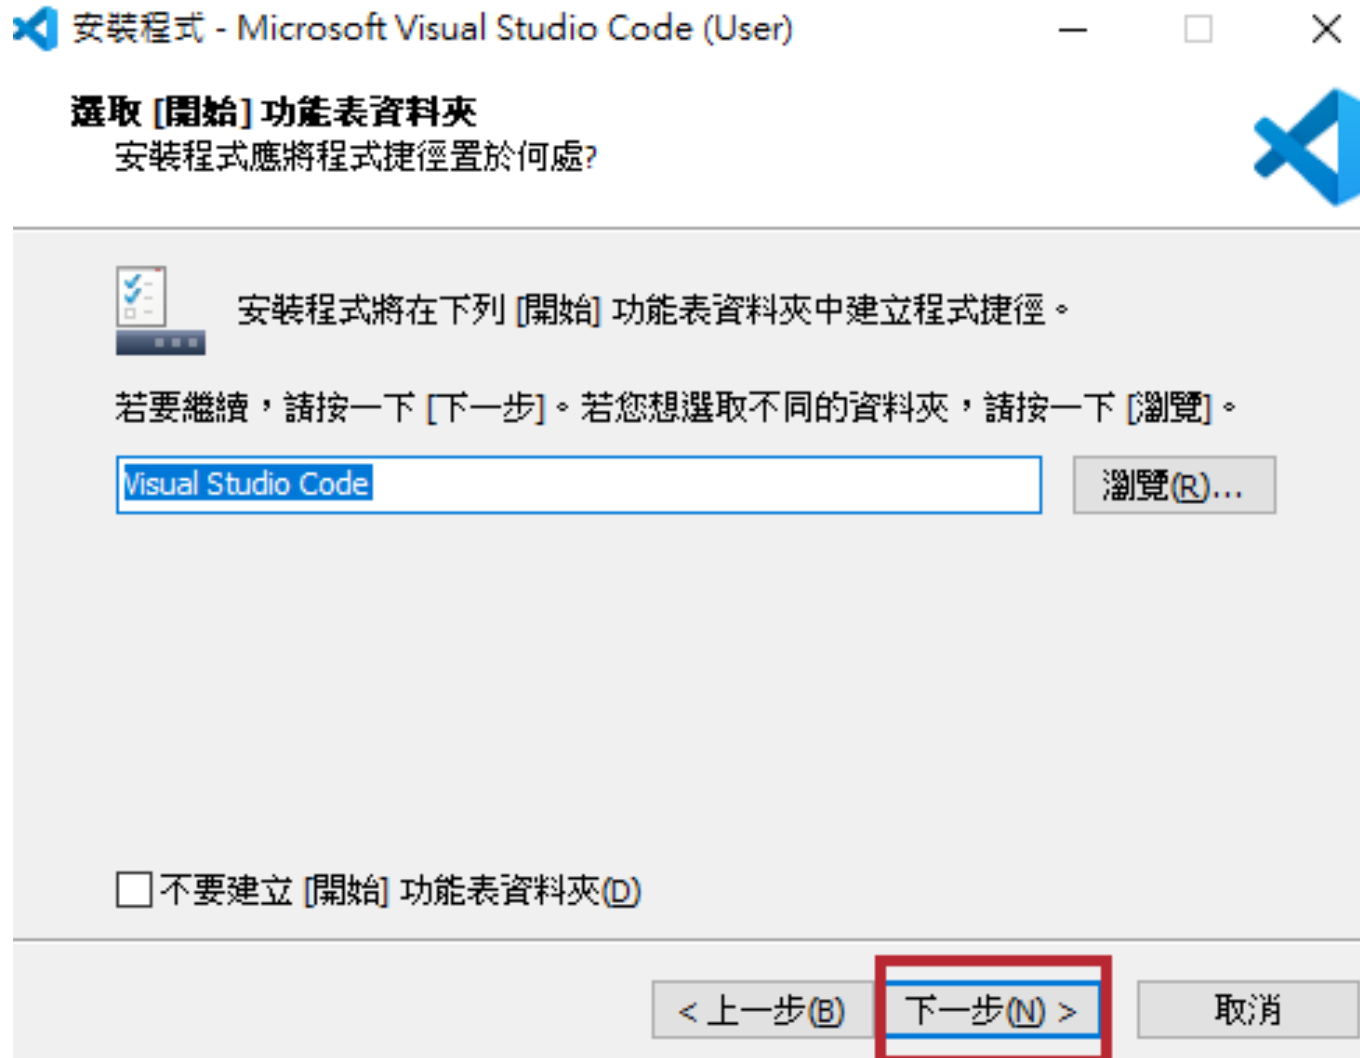 安裝程式 - Microsoft Visual Studio Code (User)
選取 [開始] 功能表資料夾
安裝程式應將程式捷徑置於何處?
安裝程式將在下列 [開始] 功能表資料夾中建立程式捷徑。
若要繼續，請按一下 [下一步]。若您想選取不同的資料夾，請按一下 [瀏覽]。
Visual Studio Code
瀏覽(R)...
不要建立 [開始] 功能表資料夾(D)
< 上一步(B)
下一步(N) >
取消